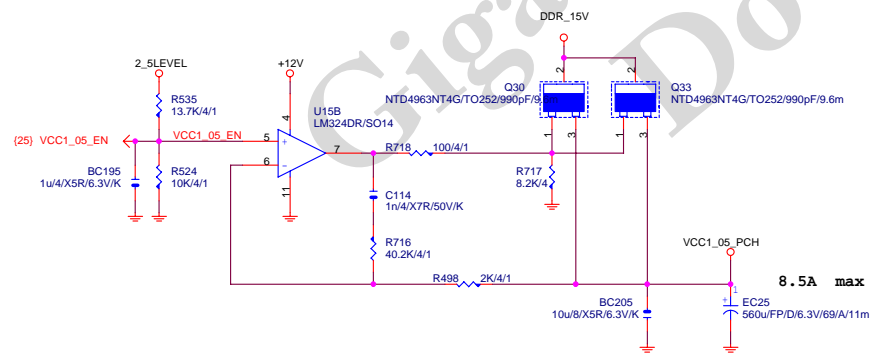 DDR_15V
2_5LEVEL
+12V
R535
13.7K/4/1
U15B
LM324DR/SO14
Q30
NTD4963NT4G/TO252/990pF/9.6m
Q33
NTD4963NT4G/TO252/990pF/9.6m
2
2
1
3
1
3
4
{25} VCC1_05_EN
VCC1_05_EN
5
+
6
-
7
11
R718
100/4/1
BC195
1u/4/X5R/6.3V/K
R524
10K/4/1
R717
8.2K/4
C114
1n/4/X7R/50V/K
R716
40.2K/4/1
VCC1_05_PCH
R498
2K/4/1
8.5A max
BC205
10u/8/X5R/6.3V/K
1
+
EC25
560u/FP/D/6.3V/69/A/11m
Giga
Do